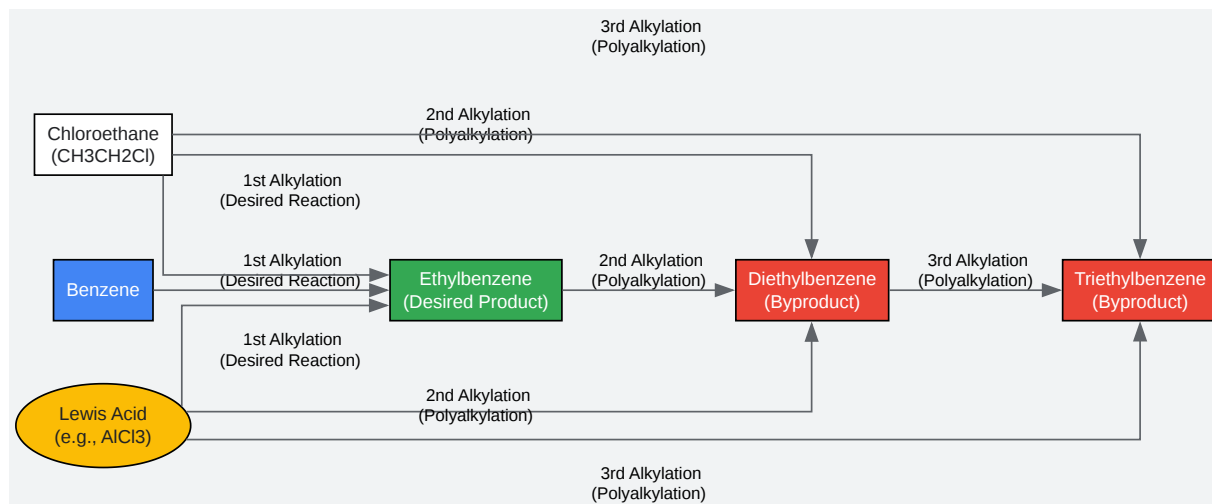 3rd Alkylation
(Polyalkylation)
2nd Alkylation
(Polyalkylation)
Chloroethane
(CH3CH2Cl)
1st Alkylation
(Desired Reaction)
Benzene
1st Alkylation
(Desired Reaction)
Ethylbenzene
(Desired Product)
2nd Alkylation
(Polyalkylation)
Diethylbenzene
(Byproduct)
3rd Alkylation
(Polyalkylation)
Triethylbenzene
(Byproduct)
1st Alkylation
(Desired Reaction)
Lewis Acid
(e.g., AlCl3)
2nd Alkylation
(Polyalkylation)
3rd Alkylation
(Polyalkylation)